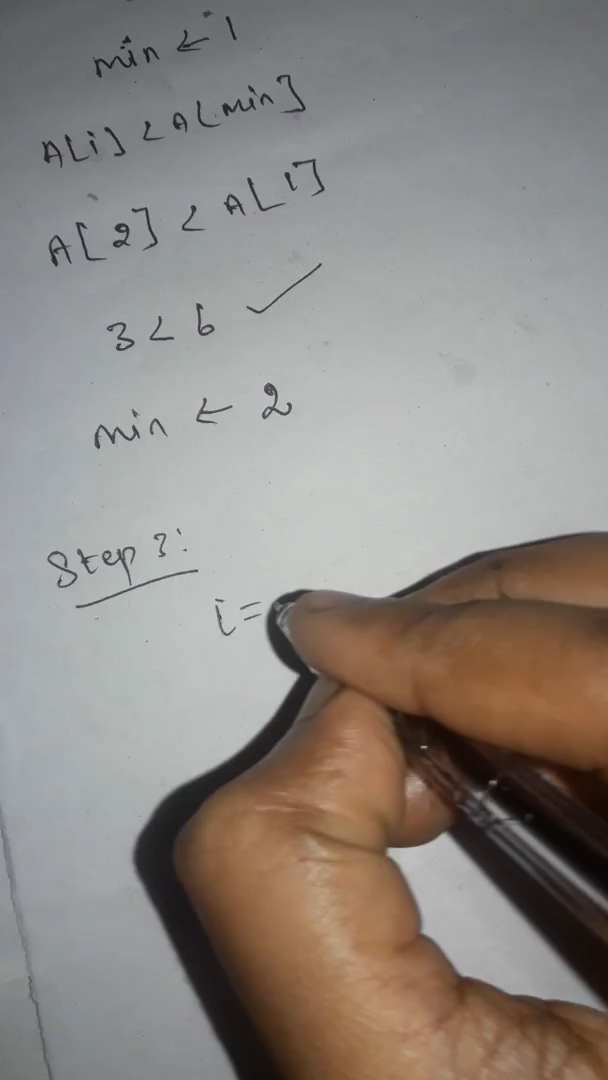 min ← 1
A[i] < A[min]
A[2] < A[1]
3 < 6 ✓
min ← 2
Step 3:
i=